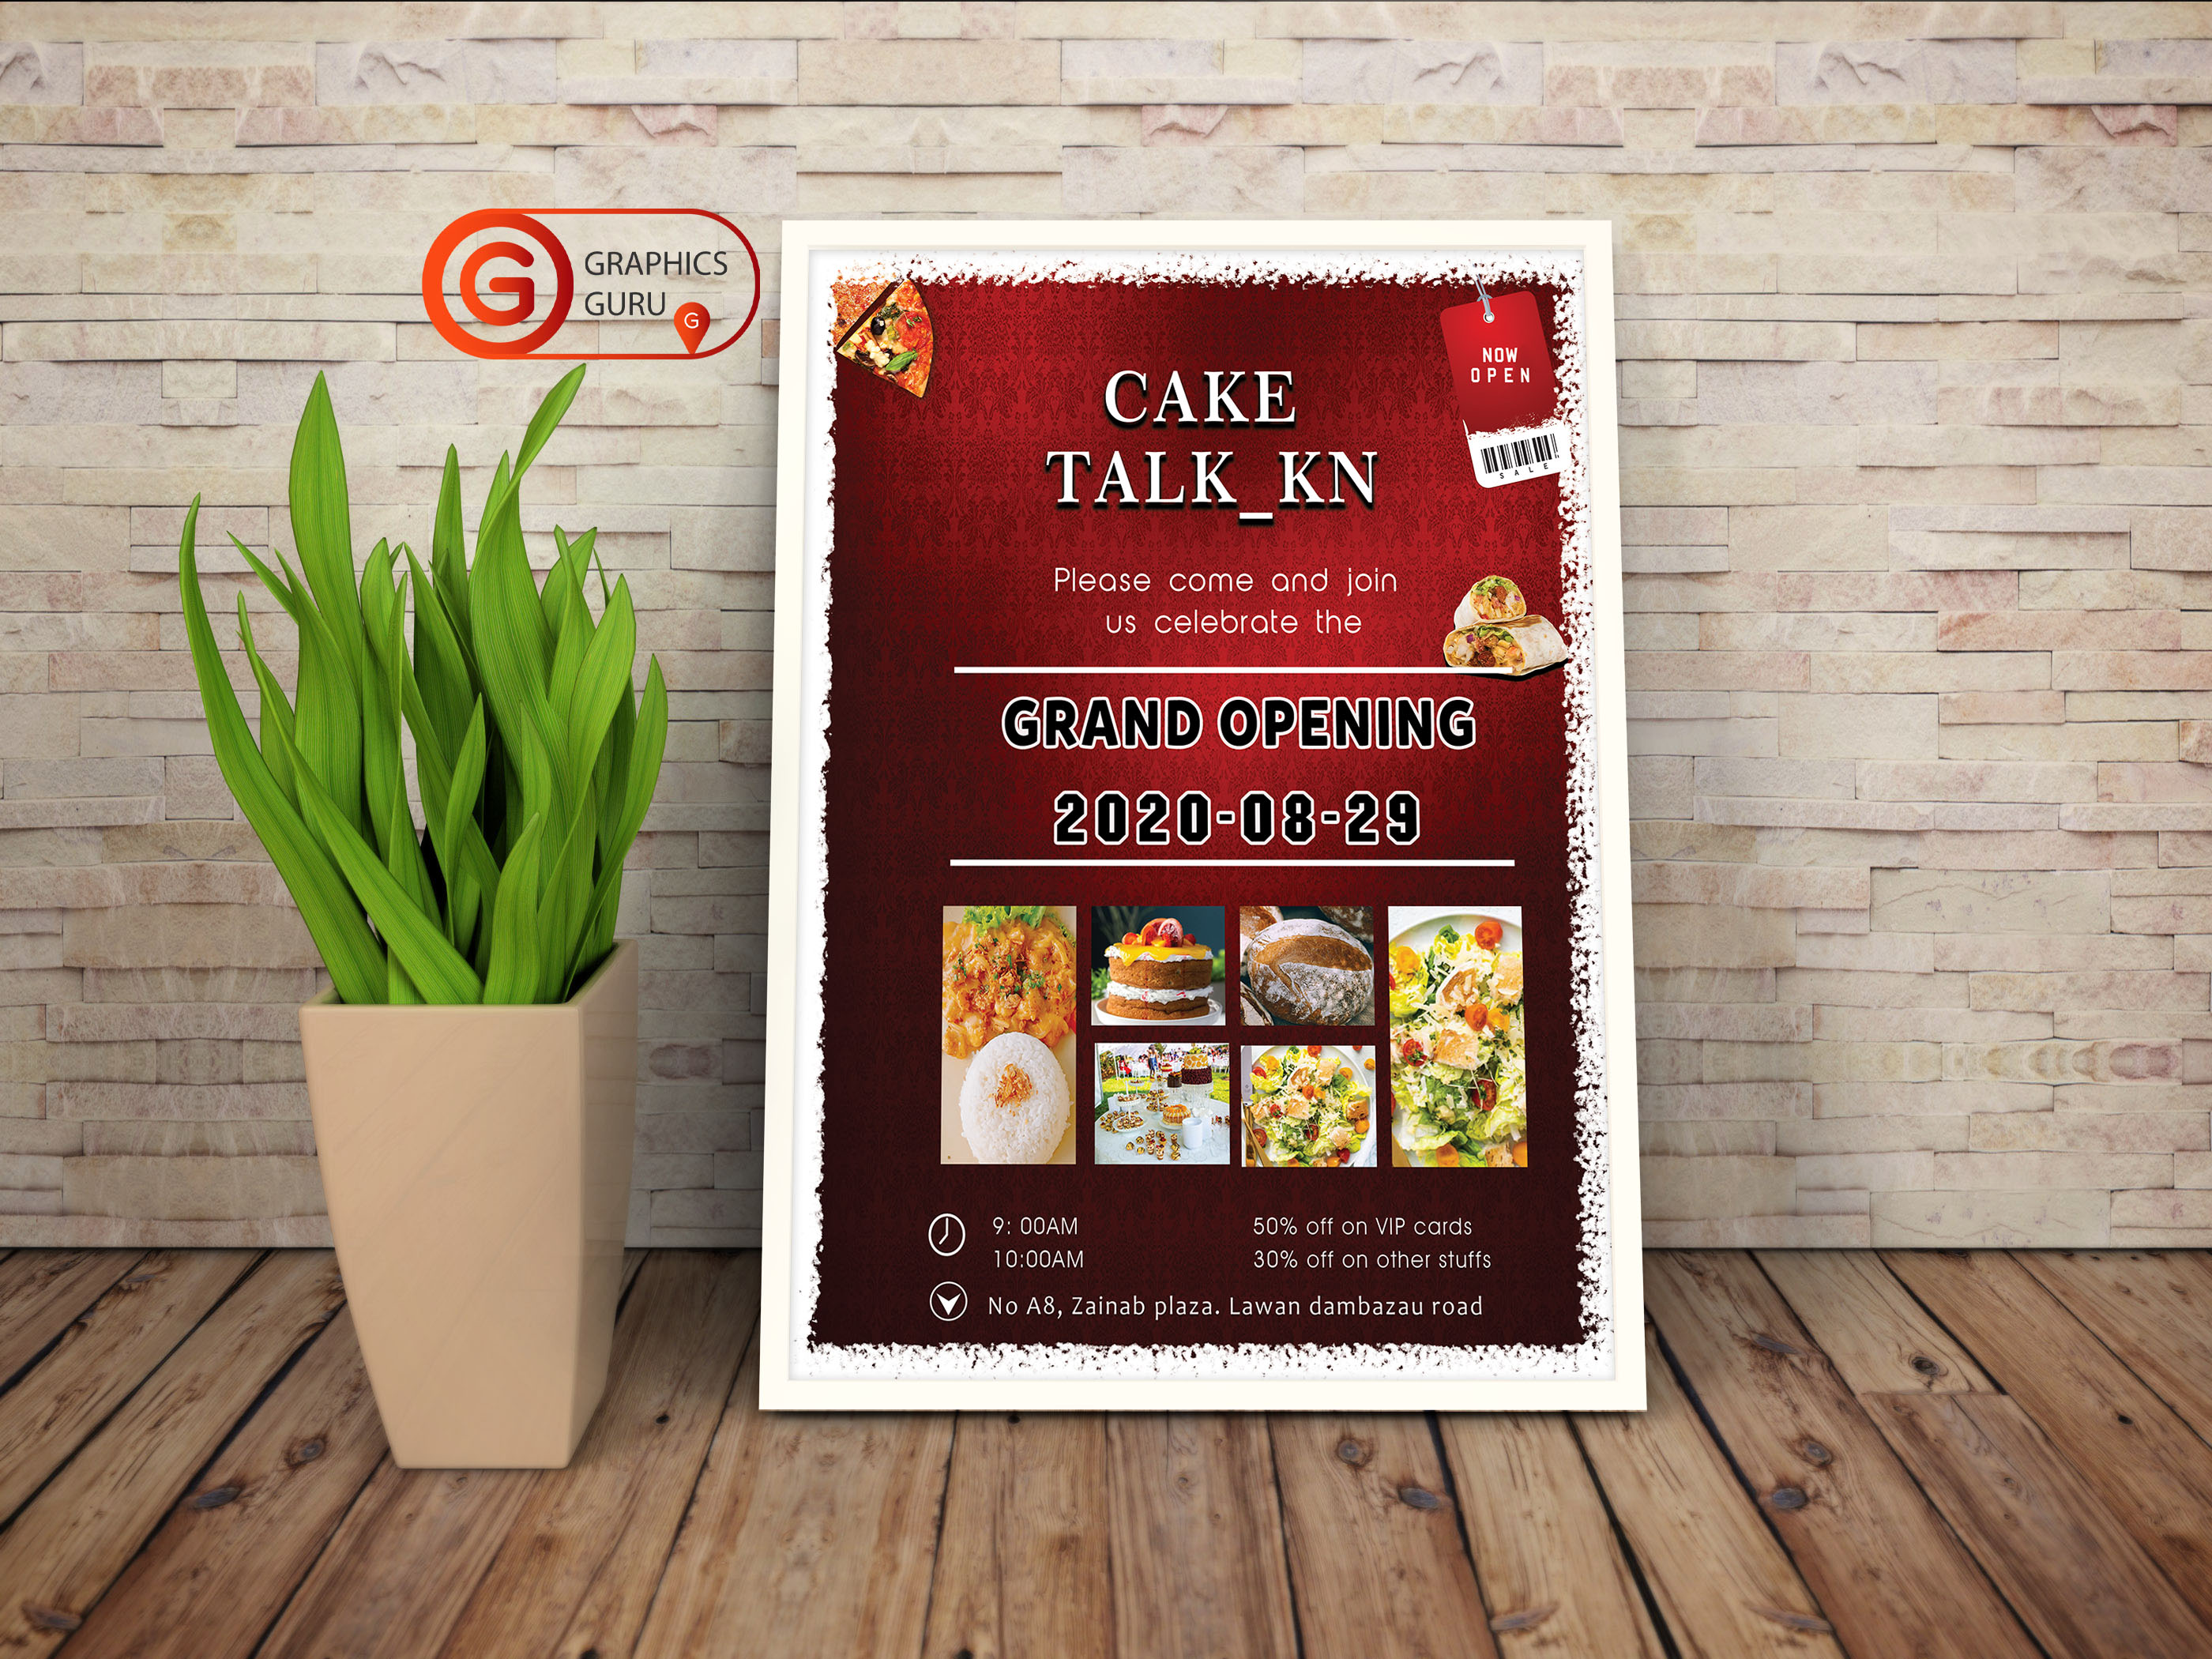 G
GRAPHICS
GURU
G
NOW
OPEN
SALE
CAKE
TALK_KN
Please come and join
us celebrate the
GRAND OPENING
2020-08-29
9: 00AM
10:00AM
50% off on VIP cards
30% off on other stuffs
No A8, Zainab plaza. Lawan dambazau road